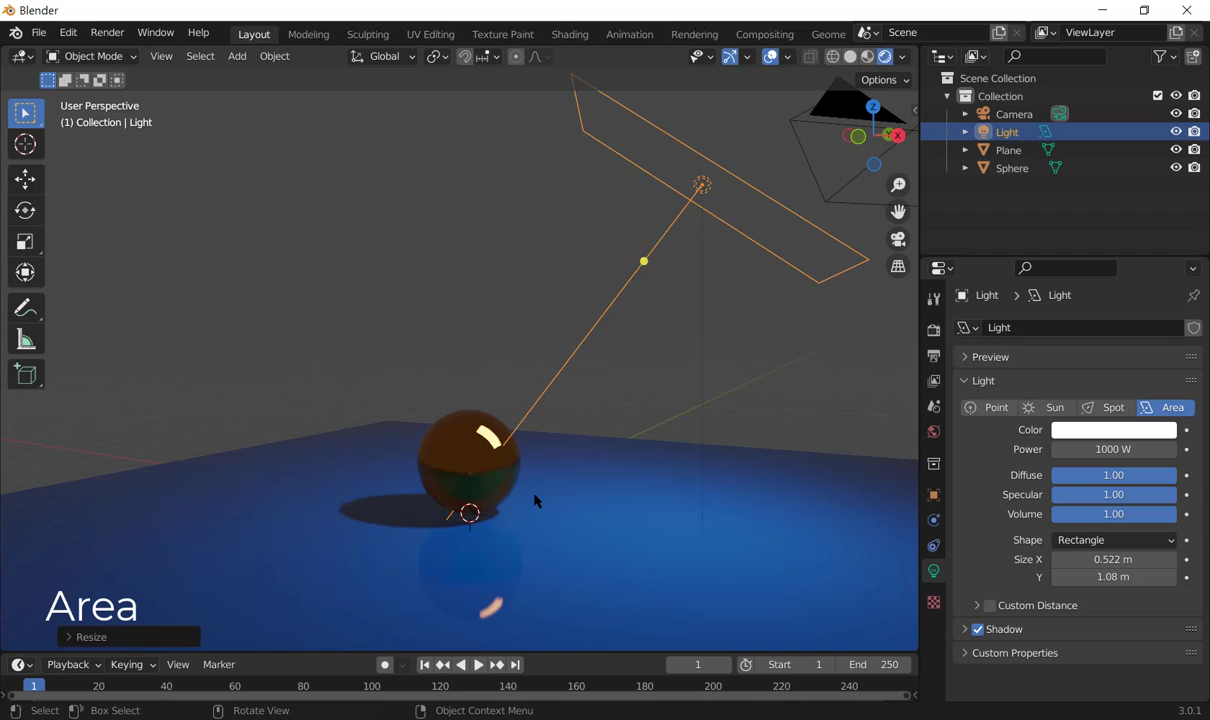 Blender
File Edit Render Window Help Layout Modeling Sculpting UV Editing Texture Paint Shading Animation Rendering Compositing Geome Scene ViewLayer
Object Mode View Select Add Object Global
Options
User Perspective
(1) Collection | Light
Z
Y
X
Scene Collection
Collection
Camera
Light
Plane
Sphere
Light > Light
Light
Preview
Light
Point Sun Spot Area
Color
Power 1000 W
Diffuse 1.00
Specular 1.00
Volume 1.00
Shape Rectangle
Size X 0.522 m
Y 1.08 m
Custom Distance
Shadow
Custom Properties
Area
Resize
Playback Keying View Marker 1 Start 1 End 250
1 20 40 60 80 100 120 140 160 180 200 220 240
Select Box Select Rotate View Object Context Menu 3.0.1